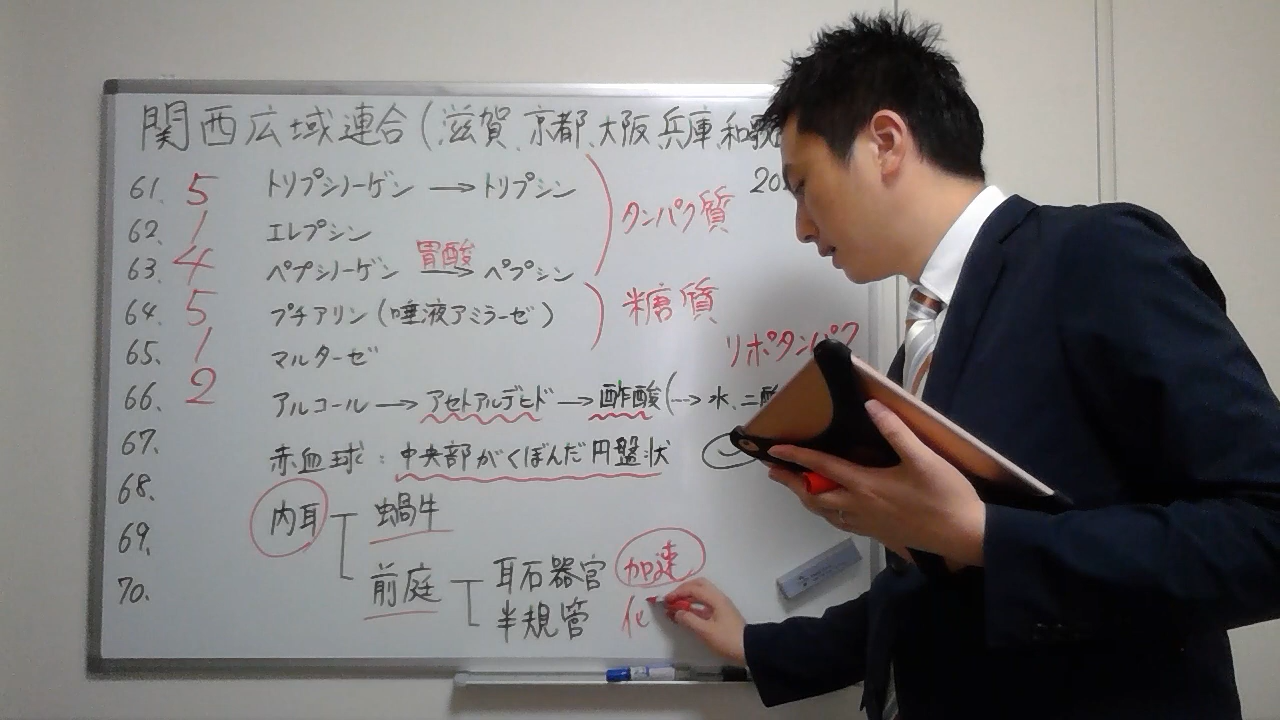 関西広域連合(滋賀、京都、大阪、兵庫、和歌
20
61. 5 トリプシノーゲン → トリプシン
タンパク質
62. 1 エレプシン
63. 4 ペプシノーゲン 胃酸 → ペプシン
64. 5 プチアリン(唾液アミラーゼ)
糖質
65. 1 マルターゼ
リポタンパク
66. 2 アルコール → アセトアルデヒド → 酢酸(…→ 水、二酸
67. 赤血球:中央部がくぼんだ円盤状
68. 内耳 蝸牛
69. 前庭 耳石器官 加速
70. 半規管